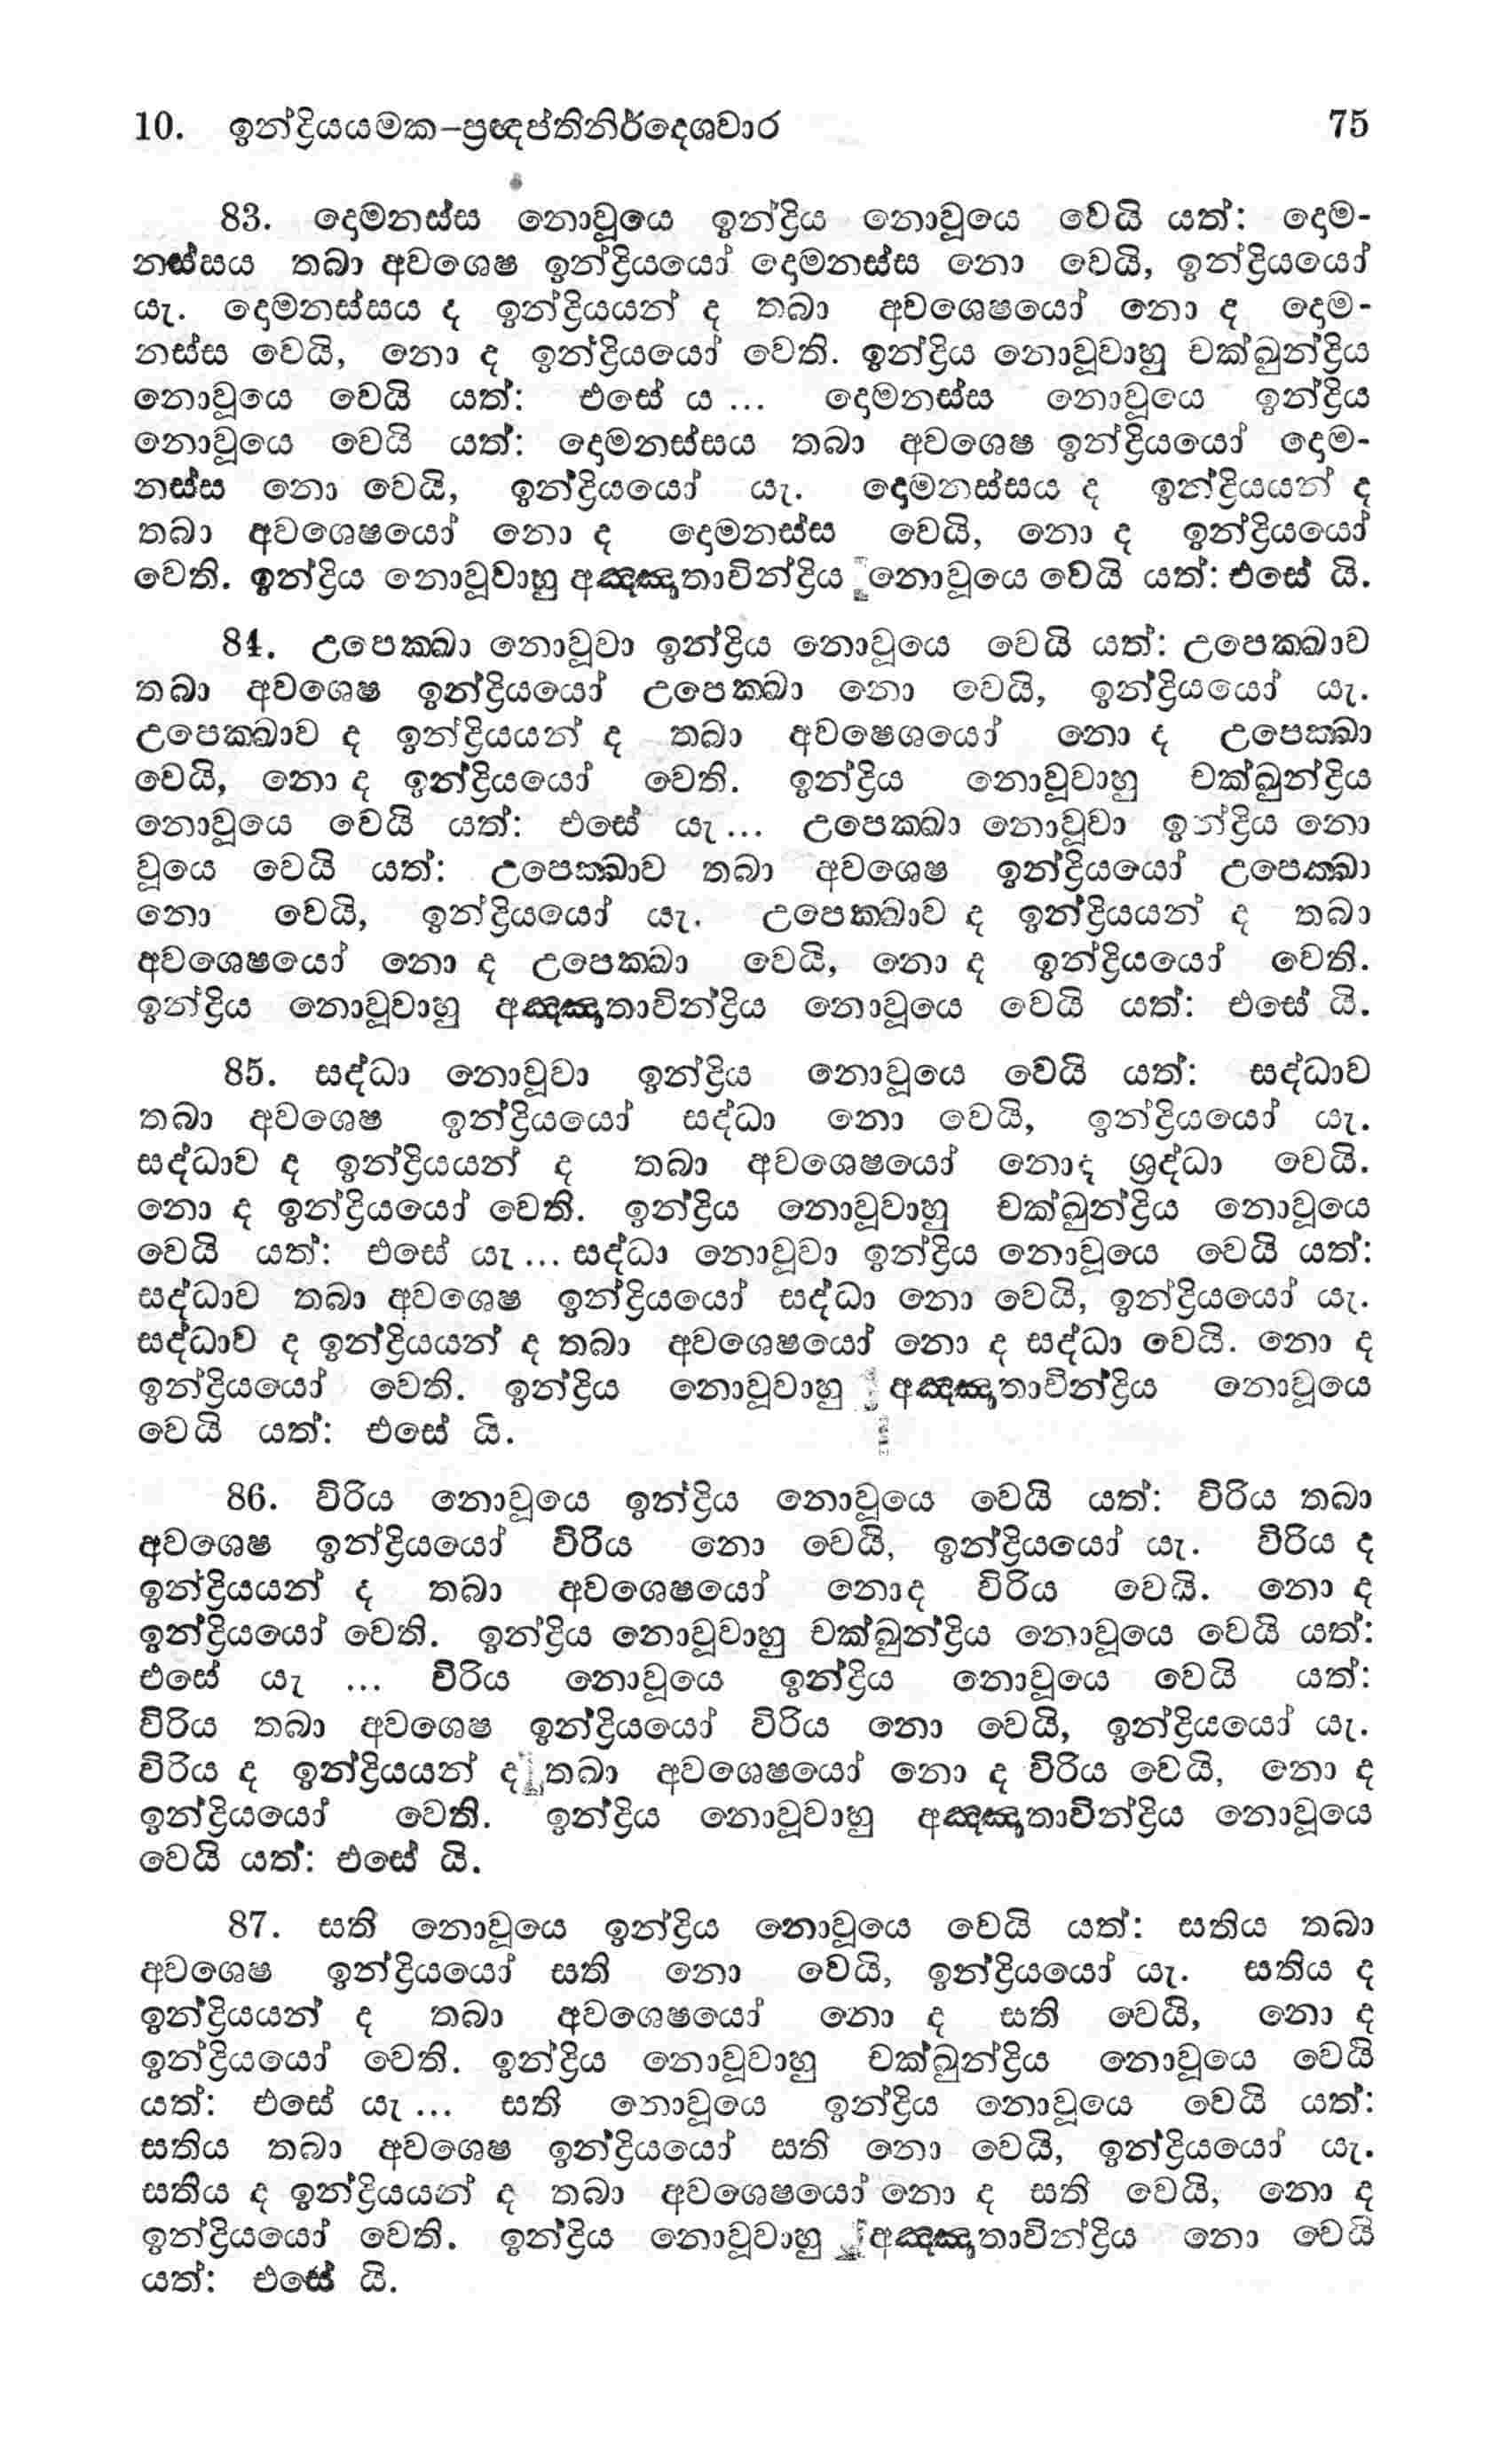 10. ඉන්ද්‍රියයමක–ප්‍රඥප්තිනිර්දෙශවාර 75
83. දොමනස්ස නොවූයෙ ඉන්ද්‍රිය නොවූයෙ වෙයි යත්: දොම-
නස්සය තබා අවශෙෂ ඉන්ද්‍රියයෝ දොමනස්ස නො වෙයි, ඉන්ද්‍රියයෝ
යැ. දොමනස්සය ද ඉන්ද්‍රියයන් ද තබා අවශෙෂයෝ නො ද දොම-
නස්ස වෙයි, නො ද ඉන්ද්‍රියයෝ වෙති. ඉන්ද්‍රිය නොවූවාහු චක්ඛුන්ද්‍රිය
නොවූයෙ වෙයි යත්: එසේ ය ... දොමනස්ස නොවූයෙ ඉන්ද්‍රිය
නොවූයෙ වෙයි යත්: දොමනස්සය තබා අවශෙෂ ඉන්ද්‍රියයෝ දොම-
නස්ස නො වෙයි, ඉන්ද්‍රියයෝ යැ. දොමනස්සය ද ඉන්ද්‍රියයන් ද
තබා අවශෙෂයෝ නො ද දොමනස්ස වෙයි, නො ද ඉන්ද්‍රියයෝ
වෙති. ඉන්ද්‍රිය නොවූවාහු අඤ්ඤාතාවින්ද්‍රිය නොවූයෙ වෙයි යත්: එසේ යි.
84. උපෙක්‍ඛා නොවූවා ඉන්ද්‍රිය නොවූයෙ වෙයි යත්: උපෙක්‍ඛාව
තබා අවශෙෂ ඉන්ද්‍රියයෝ උපෙක්‍ඛා නො වෙයි, ඉන්ද්‍රියයෝ යැ.
උපෙක්‍ඛාව ද ඉන්ද්‍රියයන් ද තබා අවෂෙශයෝ නො ද උපෙක්‍ඛා
වෙයි, නො ද ඉන්ද්‍රියයෝ වෙති. ඉන්ද්‍රිය නොවූවාහු චක්ඛුන්ද්‍රිය
නොවූයෙ වෙයි යත්: එසේ යැ ... උපෙක්‍ඛා නොවූවා ඉන්ද්‍රිය නො
වූයෙ වෙයි යත්: උපෙක්‍ඛාව තබා අවශෙෂ ඉන්ද්‍රියයෝ උපෙක්‍ඛා
නො වෙයි, ඉන්ද්‍රියයෝ යැ. උපෙක්‍ඛාව ද ඉන්ද්‍රියයන් ද තබා
අවශෙෂයෝ නො ද උපෙක්‍ඛා වෙයි, නො ද ඉන්ද්‍රියයෝ වෙති.
ඉන්ද්‍රිය නොවූවාහු අඤ්ඤාතාවින්ද්‍රිය නොවූයෙ වෙයි යත්: එසේ යි.
85. සද්ධා නොවූවා ඉන්ද්‍රිය නොවූයෙ වෙයි යත්: සද්ධාව
තබා අවශෙෂ ඉන්ද්‍රියයෝ සද්ධා නො වෙයි, ඉන්ද්‍රියයෝ යැ.
සද්ධාව ද ඉන්ද්‍රියයන් ද තබා අවශෙෂයෝ නොද ශ්‍රද්ධා වෙයි.
නො ද ඉන්ද්‍රියයෝ වෙති. ඉන්ද්‍රිය නොවූවාහු චක්ඛුන්ද්‍රිය නොවූයෙ
වෙයි යත්: එසේ යැ ... සද්ධා නොවූවා ඉන්ද්‍රිය නොවූයෙ වෙයි යත්:
සද්ධාව තබා අවශෙෂ ඉන්ද්‍රියයෝ සද්ධා නො වෙයි, ඉන්ද්‍රියයෝ යැ.
සද්ධාව ද ඉන්ද්‍රියයන් ද තබා අවශෙෂයෝ නො ද සද්ධා වෙයි. නො ද
ඉන්ද්‍රියයෝ වෙති. ඉන්ද්‍රිය නොවූවාහු අඤ්ඤාතාවින්ද්‍රිය නොවූයෙ
වෙයි යත්: එසේ යි.
86. විරිය නොවූයෙ ඉන්ද්‍රිය නොවූයෙ වෙයි යත්: විරිය තබා
අවශෙෂ ඉන්ද්‍රියයෝ විරිය නො වෙයි, ඉන්ද්‍රියයෝ යැ. විරිය ද
ඉන්ද්‍රියයන් ද තබා අවශෙෂයෝ නොද විරිය වෙයි. නො ද
ඉන්ද්‍රියයෝ වෙති. ඉන්ද්‍රිය නොවූවාහු චක්ඛුන්ද්‍රිය නොවූයෙ වෙයි යත්:
එසේ යැ ... විරිය නොවූයෙ ඉන්ද්‍රිය නොවූයෙ වෙයි යත්:
විරිය තබා අවශෙෂ ඉන්ද්‍රියයෝ විරිය නො වෙයි, ඉන්ද්‍රියයෝ යැ.
විරිය ද ඉන්ද්‍රියයන් ද තබා අවශෙෂයෝ නො ද විරිය වෙයි, නො ද
ඉන්ද්‍රියයෝ වෙති. ඉන්ද්‍රිය නොවූවාහු අඤ්ඤාතාවින්ද්‍රිය නොවූයෙ
වෙයි යත්: එසේ යි.
87. සති නොවූයෙ ඉන්ද්‍රිය නොවූයෙ වෙයි යත්: සතිය තබා
අවශෙෂ ඉන්ද්‍රියයෝ සති නො වෙයි, ඉන්ද්‍රියයෝ යැ. සතිය ද
ඉන්ද්‍රියයන් ද තබා අවශෙෂයෝ නො ද සති වෙයි, නො ද
ඉන්ද්‍රියයෝ වෙති. ඉන්ද්‍රිය නොවූවාහු චක්ඛුන්ද්‍රිය නොවූයෙ වෙයි
යත්: එසේ යැ ... සති නොවූයෙ ඉන්ද්‍රිය නොවූයෙ වෙයි යත්:
සතිය තබා අවශෙෂ ඉන්ද්‍රියයෝ සති නො වෙයි, ඉන්ද්‍රියයෝ යැ.
සතිය ද ඉන්ද්‍රියයන් ද තබා අවශෙෂයෝ නො ද සති වෙයි, නො ද
ඉන්ද්‍රියයෝ වෙති. ඉන්ද්‍රිය නොවූවාහු අඤ්ඤාතාවින්ද්‍රිය නො වෙයි
යත්: එසේ යි.